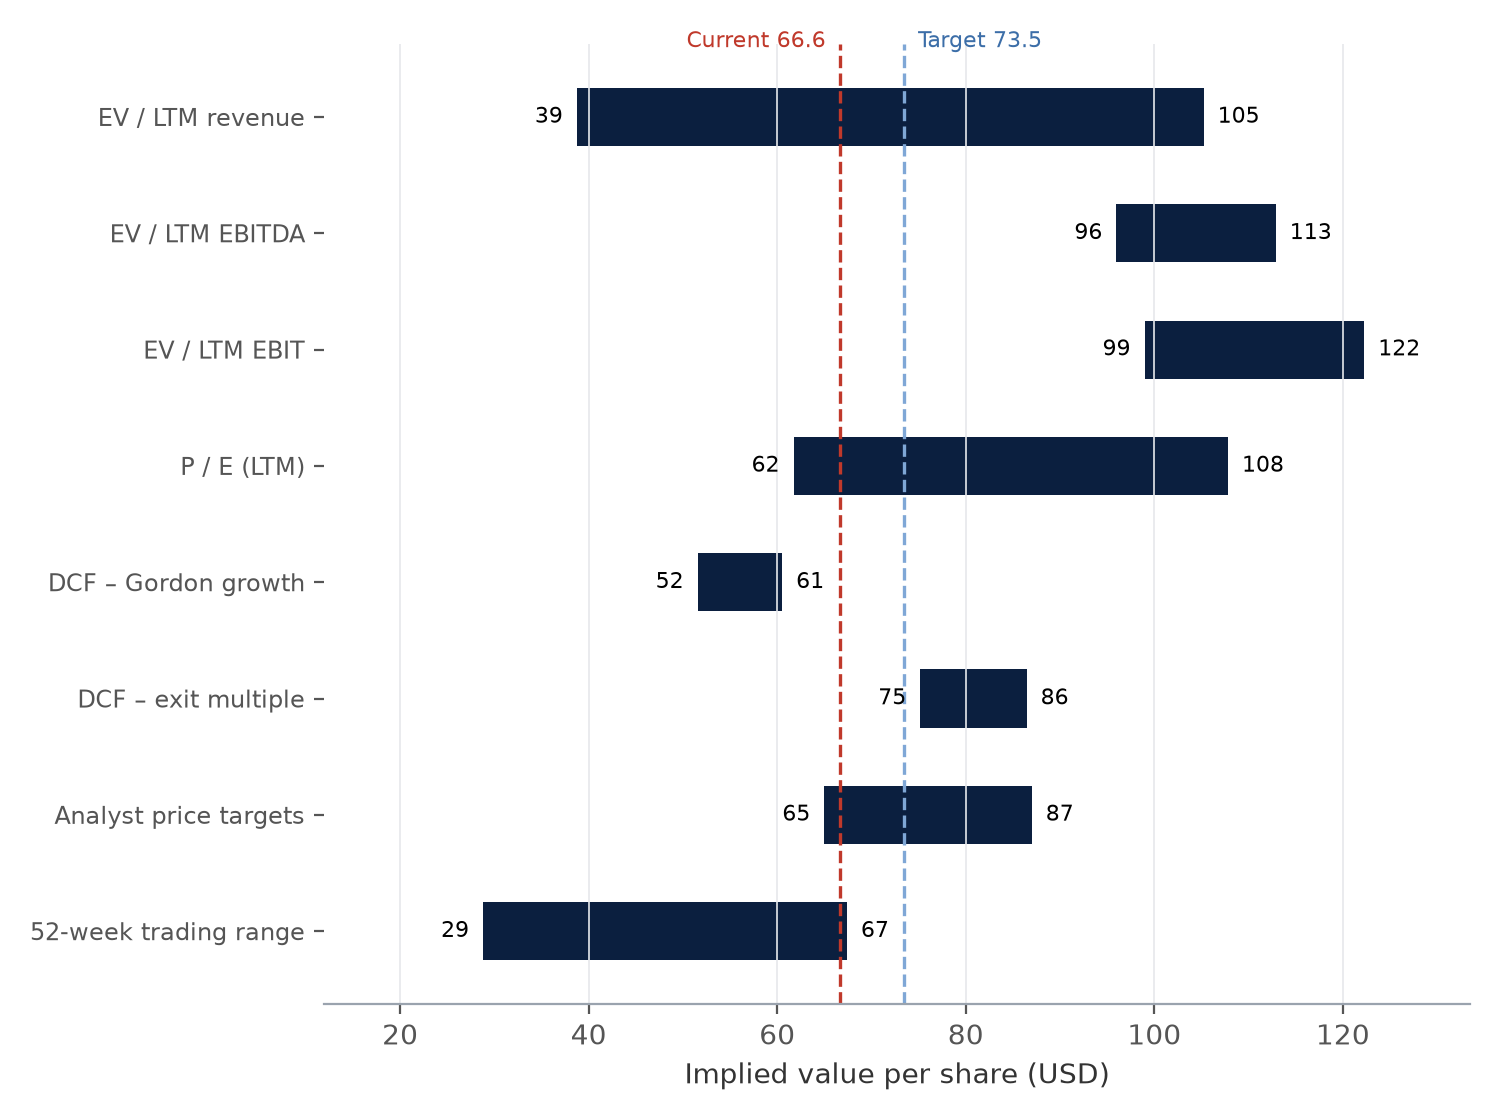 Current 66.6 Target 73.5
EV / LTM revenue 39 105
EV / LTM EBITDA 96 113
EV / LTM EBIT 99 122
P / E (LTM) 62 108
DCF – Gordon growth 52 61
DCF – exit multiple 75 86
Analyst price targets 65 87
52-week trading range 29 67
20 40 60 80 100 120
Implied value per share (USD)